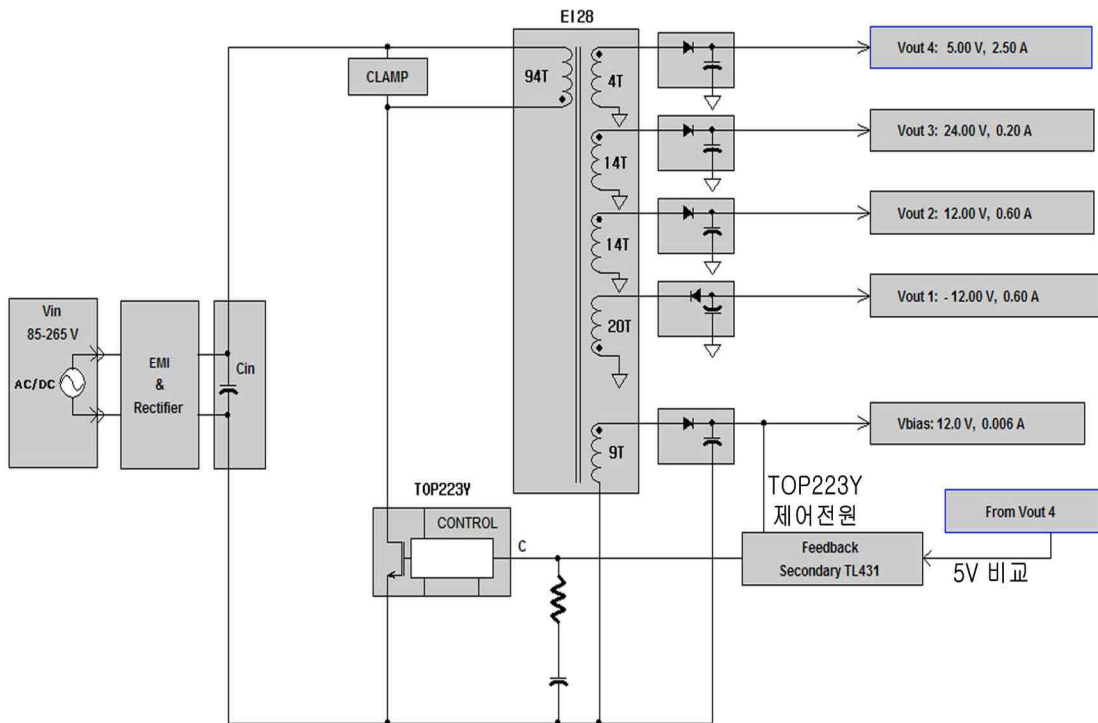 EI28
CLAMP
94T
4T
14T
14T
20T
9T
Vout 4: 5.00 V, 2.50 A
Vout 3: 24.00 V, 0.20 A
Vout 2: 12.00 V, 0.60 A
Vout 1: - 12.00 V, 0.60 A
Vbias: 12.0 V, 0.006 A
Vin
85-265 V
AC/DC
EMI
&
Rectifier
Cin
TOP223Y
CONTROL
C
TOP223Y
제어전원
Feedback
Secondary TL431
From Vout 4
5V 비교